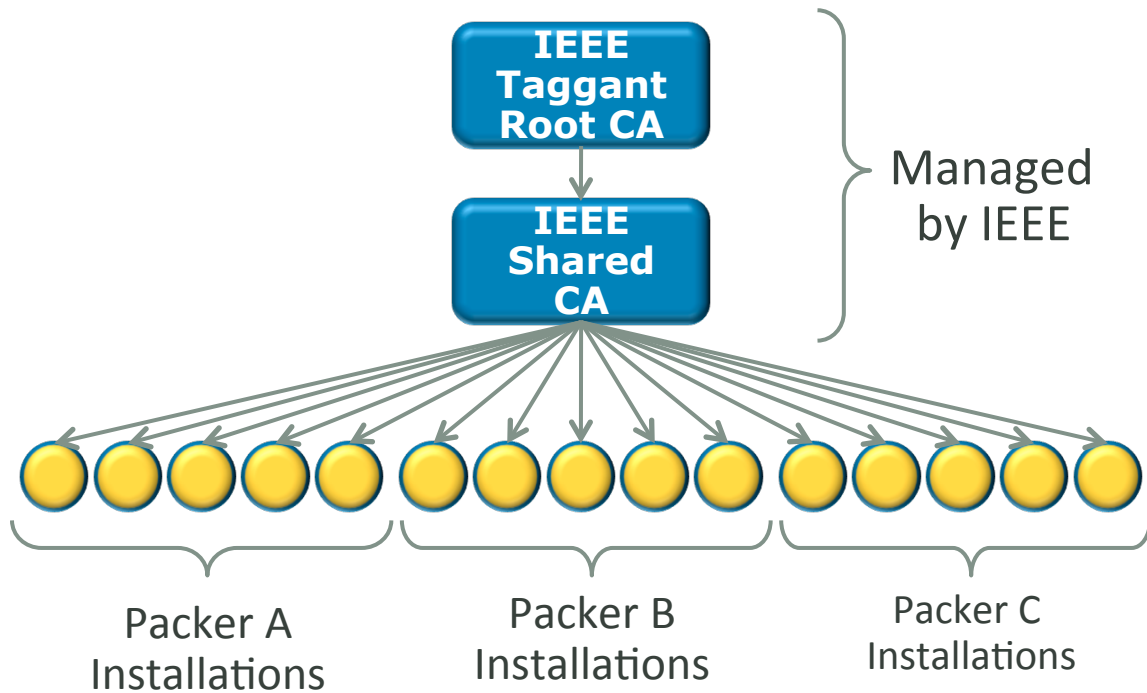 IEEE
Taggant
Root CA
Managed
by IEEE
IEEE
Shared
CA
Packer A
Installations
Packer B
Installations
Packer C
Installations